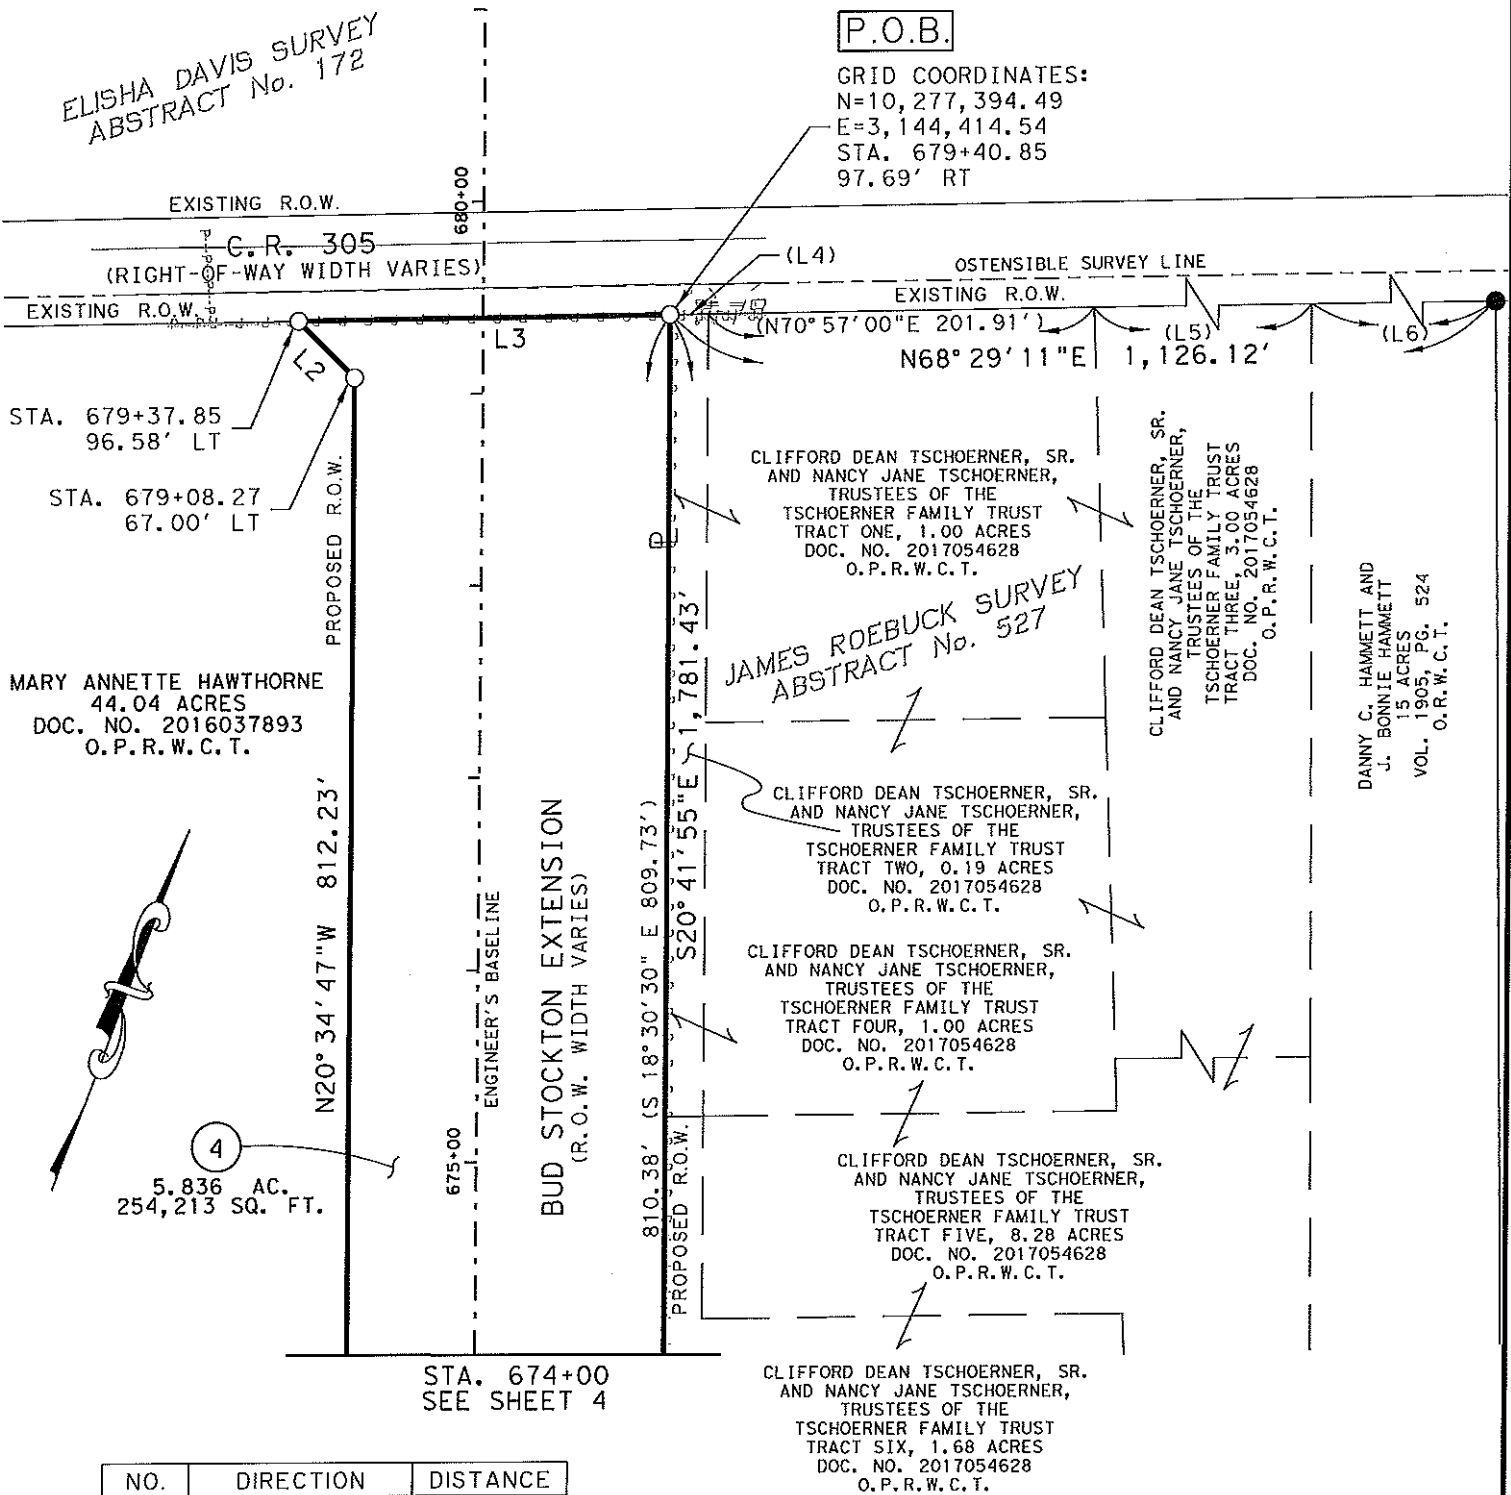 ELISHA DAVIS SURVEY
ABSTRACT No. 172
P.O.B.
GRID COORDINATES:
N=10,277,394.49
E=3,144,414.54
STA. 679+40.85
97.69' RT
680+00
EXISTING R.O.W.
C.R. 305
(RIGHT-OF-WAY WIDTH VARIES)
EXISTING R.O.W.
(L4)
OSTENSIBLE SURVEY LINE
EXISTING R.O.W.
(N70°57'00"E 201.91')
(L5)
(L6)
N68°29'11"E 1,126.12'
L3
L2
STA. 679+37.85
96.58' LT
STA. 679+08.27
67.00' LT
PROPOSED R.O.W.
CLIFFORD DEAN TSCHOERNER, SR.
AND NANCY JANE TSCHOERNER,
TRUSTEES OF THE
TSCHOERNER FAMILY TRUST
TRACT ONE, 1.00 ACRES
DOC. NO. 2017054628
O.P.R.W.C.T.
CLIFFORD DEAN TSCHOERNER, SR.
AND NANCY JANE TSCHOERNER,
TRUSTEES OF THE
TSCHOERNER FAMILY TRUST
TRACT THREE, 3.00 ACRES
DOC. NO. 2017054628
O.P.R.W.C.T.
DANNY C. HAMMETT AND
J. BONNIE HAMMETT
15 ACRES
VOL. 1905, PG. 524
O.R.W.C.T.
JAMES ROEBUCK SURVEY
ABSTRACT No. 527
MARY ANNETTE HAWTHORNE
44.04 ACRES
DOC. NO. 2016037893
O.P.R.W.C.T.
N20°34'47"W 812.23'
ENGINEER'S BASELINE
BUD STOCKTON EXTENSION
(R.O.W. WIDTH VARIES)
S20°41'55"E 1,781.43'
810.38' (S 18°30'30" E 809.73')
CLIFFORD DEAN TSCHOERNER, SR.
AND NANCY JANE TSCHOERNER,
TRUSTEES OF THE
TSCHOERNER FAMILY TRUST
TRACT TWO, 0.19 ACRES
DOC. NO. 2017054628
O.P.R.W.C.T.
CLIFFORD DEAN TSCHOERNER, SR.
AND NANCY JANE TSCHOERNER,
TRUSTEES OF THE
TSCHOERNER FAMILY TRUST
TRACT FOUR, 1.00 ACRES
DOC. NO. 2017054628
O.P.R.W.C.T.
4
5.836 AC.
254,213 SQ. FT.
675+00
PROPOSED R.O.W.
CLIFFORD DEAN TSCHOERNER, SR.
AND NANCY JANE TSCHOERNER,
TRUSTEES OF THE
TSCHOERNER FAMILY TRUST
TRACT FIVE, 8.28 ACRES
DOC. NO. 2017054628
O.P.R.W.C.T.
STA. 674+00
SEE SHEET 4
CLIFFORD DEAN TSCHOERNER, SR.
AND NANCY JANE TSCHOERNER,
TRUSTEES OF THE
TSCHOERNER FAMILY TRUST
TRACT SIX, 1.68 ACRES
DOC. NO. 2017054628
O.P.R.W.C.T.
NO. DIRECTION DISTANCE